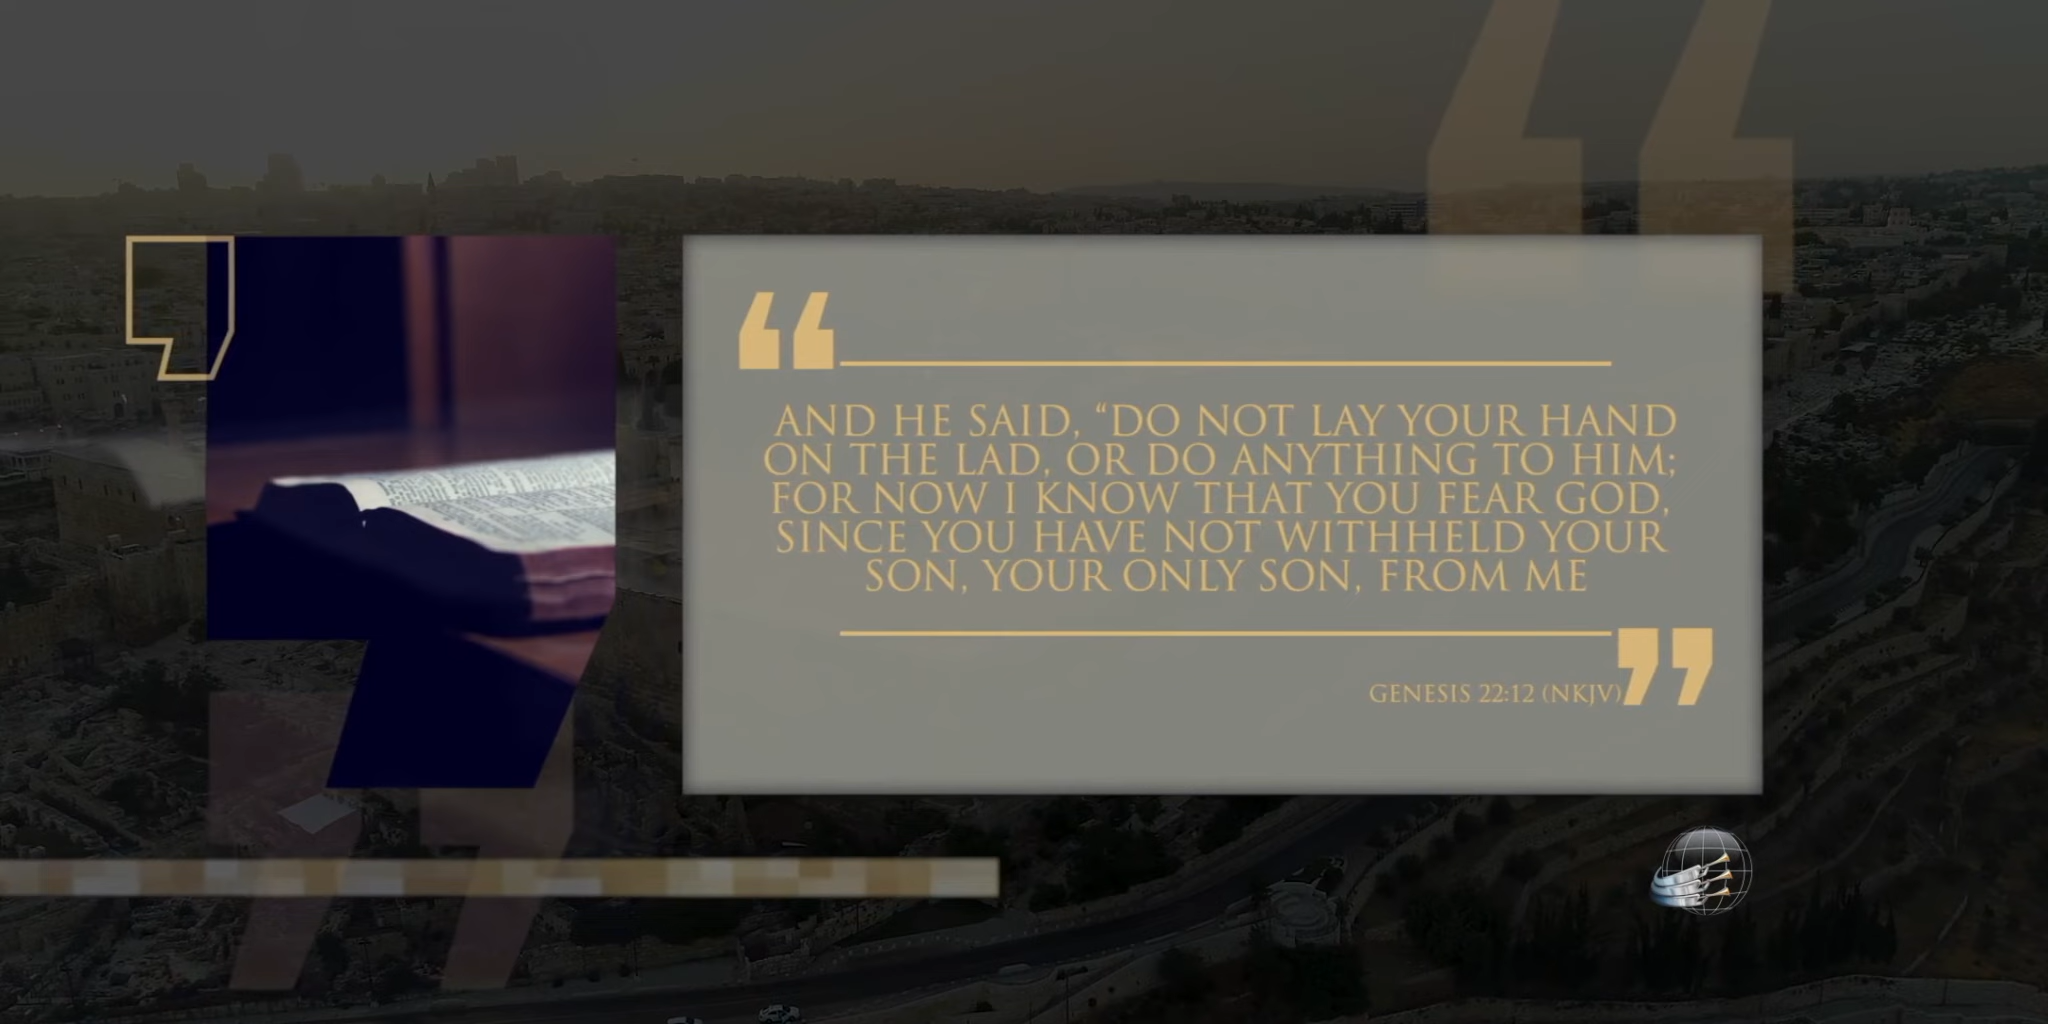 AND HE SAID, “DO NOT LAY YOUR HAND
ON THE LAD, OR DO ANYTHING TO HIM;
FOR NOW I KNOW THAT YOU FEAR GOD,
SINCE YOU HAVE NOT WITHHELD YOUR
SON, YOUR ONLY SON, FROM ME
GENESIS 22:12 (NKJV)